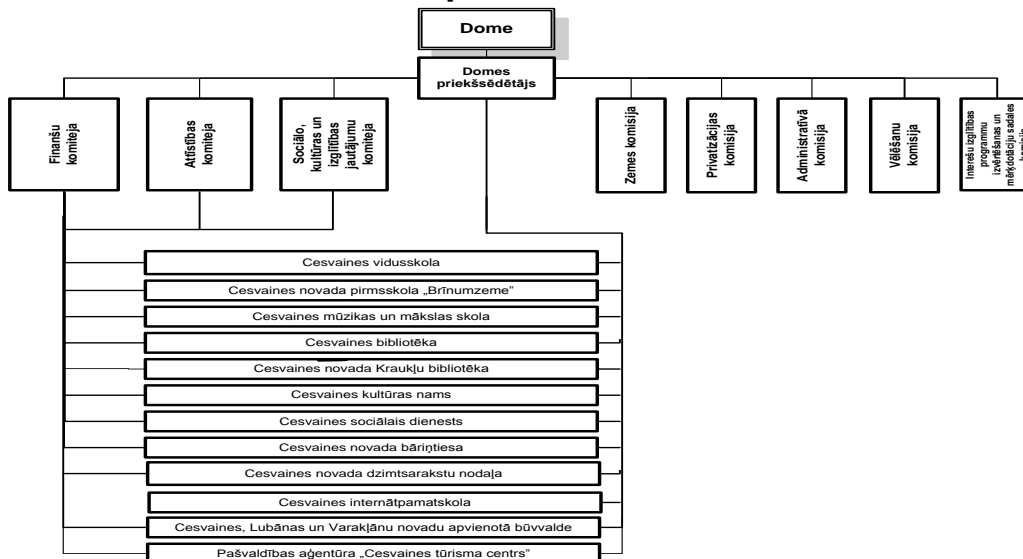 Dome
Domes
priekšsēdētājs
Finanšu
komiteja
Attīstības
komiteja
Sociālo,
kultūras un
izglītības
jautājumu
komiteja
Zemes komisija
Privatizācijas
komisija
Administratīvā
komisija
Vēlēšanu
komisija
Interešu izglītības
programmu
izvērtēšanas un
mērķdotāciju sadales
komisija
Cesvaines vidusskola
Cesvaines novada pirmsskola „Brīnumzeme”
Cesvaines mūzikas un mākslas skola
Cesvaines bibliotēka
Cesvaines novada Kraukļu bibliotēka
Cesvaines kultūras nams
Cesvaines sociālais dienests
Cesvaines novada bāriņtiesa
Cesvaines novada dzimtsarakstu nodaļa
Cesvaines internātpamatskola
Cesvaines, Lubānas un Varakļānu novadu apvienotā būvvalde
Pašvaldības aģentūra „Cesvaines tūrisma centrs”